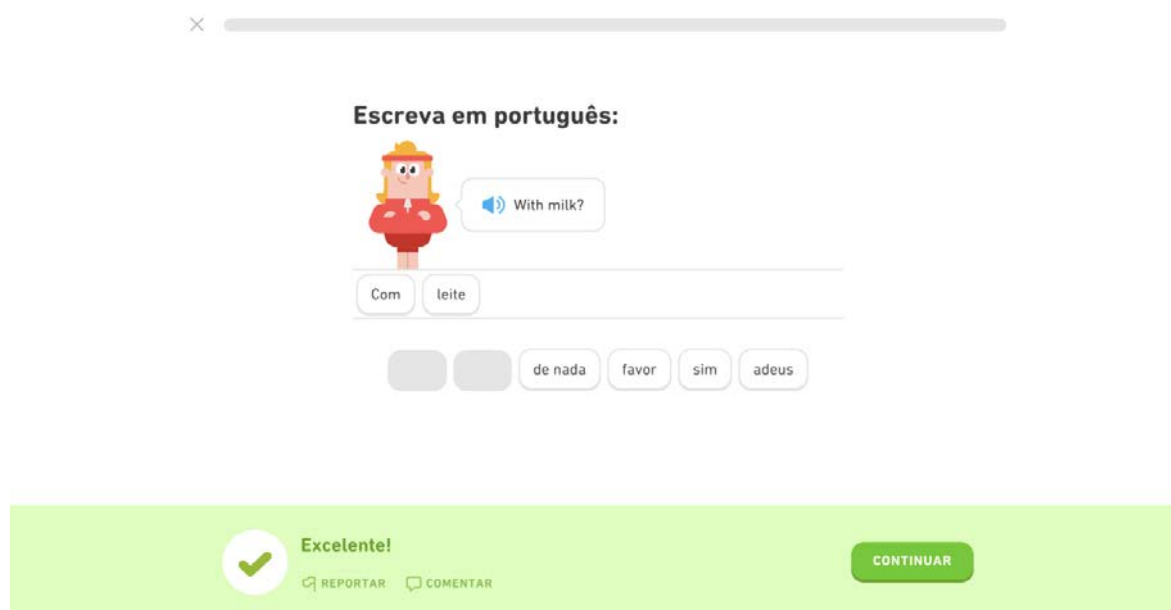 Escreva em português:
With milk?
Com leite
de nada favor sim adeus
Excelente!
REPORTAR COMENTAR
CONTINUAR